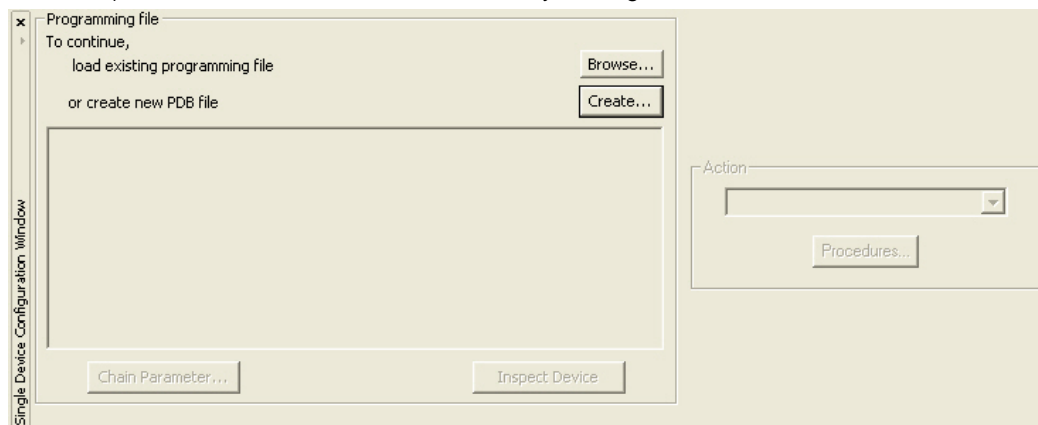 Programming file
To continue,
load existing programming file
Browse...
or create new PDB file
Create...
Action
Procedures...
Chain Parameter...
Inspect Device
Single Device Configuration Window